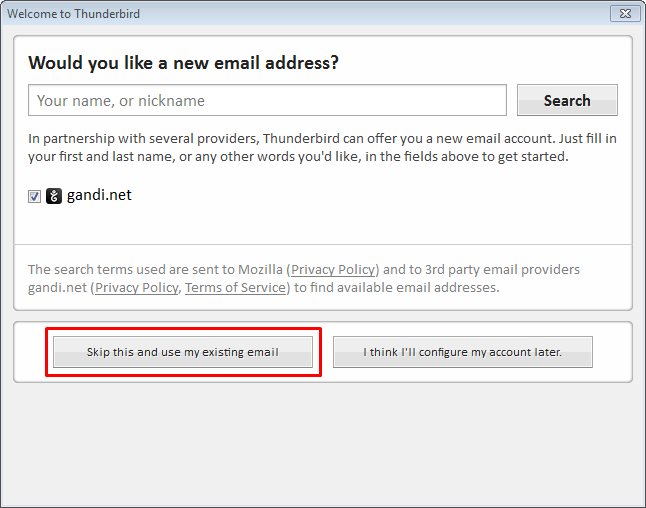 Welcome to Thunderbird
Would you like a new email address?
Your name, or nickname
Search
In partnership with several providers, Thunderbird can offer you a new email account. Just fill in
your first and last name, or any other words you'd like, in the fields above to get started.
gandi.net
The search terms used are sent to Mozilla (Privacy Policy) and to 3rd party email providers
gandi.net (Privacy Policy, Terms of Service) to find available email addresses.
Skip this and use my existing email
I think I'll configure my account later.